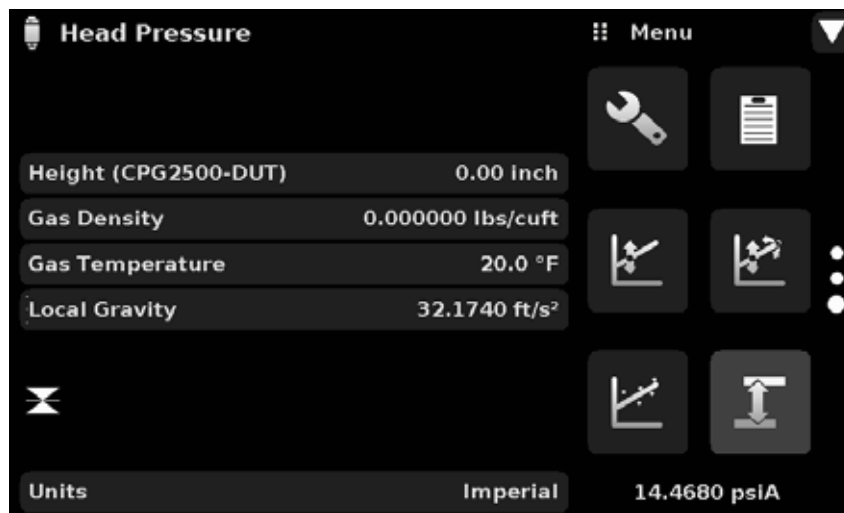 Head Pressure
Menu
Height (CPG2500-DUT) 0.00 inch
Gas Density 0.000000 lbs/cuft
Gas Temperature 20.0 °F
Local Gravity 32.1740 ft/s²
Units Imperial
14.4680 psiA